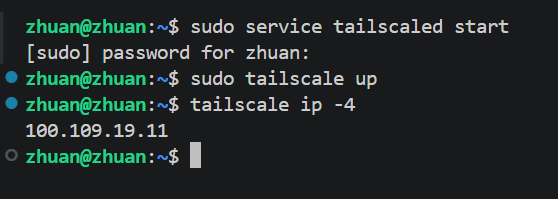 zhuan@zhuan:~$ sudo service tailscaled start
[sudo] password for zhuan:
zhuan@zhuan:~$ sudo tailscale up
zhuan@zhuan:~$ tailscale ip -4
100.109.19.11
zhuan@zhuan:~$